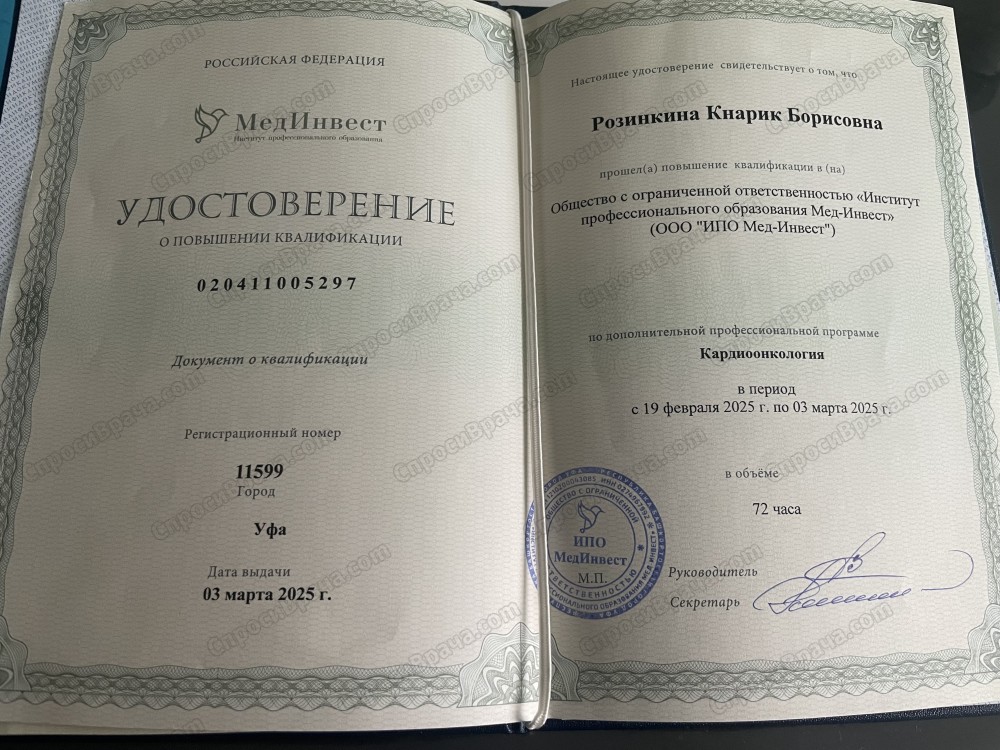 РОССИЙСКАЯ ФЕДЕРАЦИЯ
МедИнвест
Институт профессионального образования
УДОСТОВЕРЕНИЕ
О ПОВЫШЕНИИ КВАЛИФИКАЦИИ
020411005297
Документ о квалификации
Регистрационный номер
11599
Город
Уфа
Дата выдачи
03 марта 2025 г.
Настоящее удостоверение свидетельствует о том, что
Розинкина Кнарик Борисовна
прошел(а) повышение квалификации в (на)
Общество с ограниченной ответственностью «Институт
профессионального образования Мед-Инвест»
(ООО "ИПО Мед-Инвест")
по дополнительной профессиональной программе
Кардиоонкология
в период
с 19 февраля 2025 г. по 03 марта 2025 г.
в объёме
72 часа
ОБЩЕСТВО С ОГРАНИЧЕННОЙ
ОТВЕТСТВЕННОСТЬЮ
ИПО
МедИнвест
М.П.
Руководитель
Секретарь
СпросиВрача.com